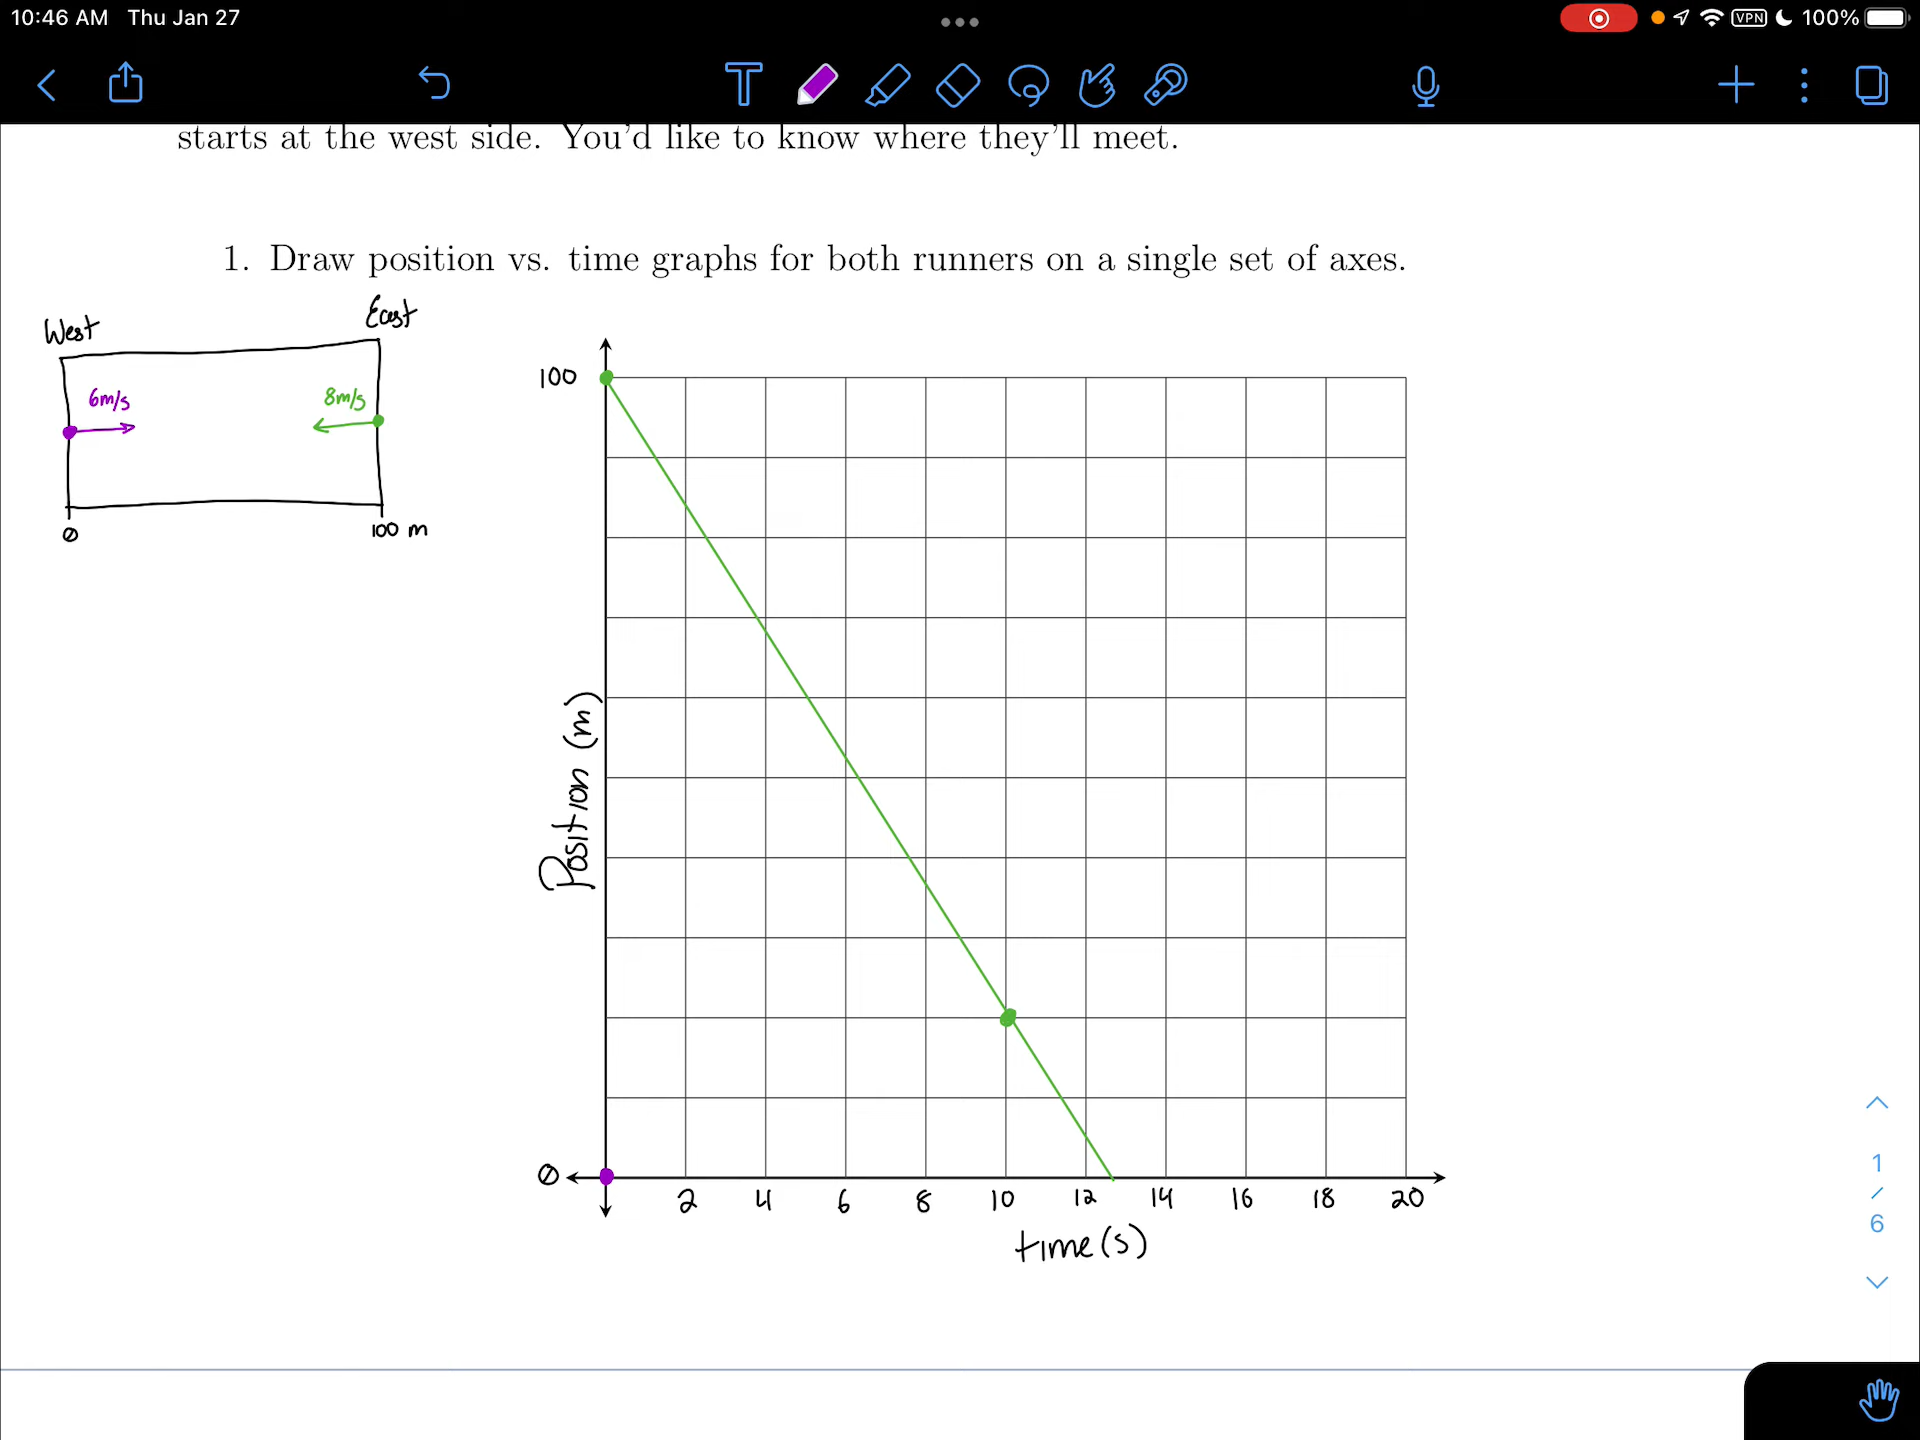 10:46 AM Thu Jan 27
VPN 100%
T
starts at the west side. You'd like to know where they'll meet.
1. Draw position vs. time graphs for both runners on a single set of axes.
West
East
6m/s
8m/s
0
100 m
100
Position (m)
0
2 4 6 8 10 12 14 16 18 20
time(s)
1
/
6